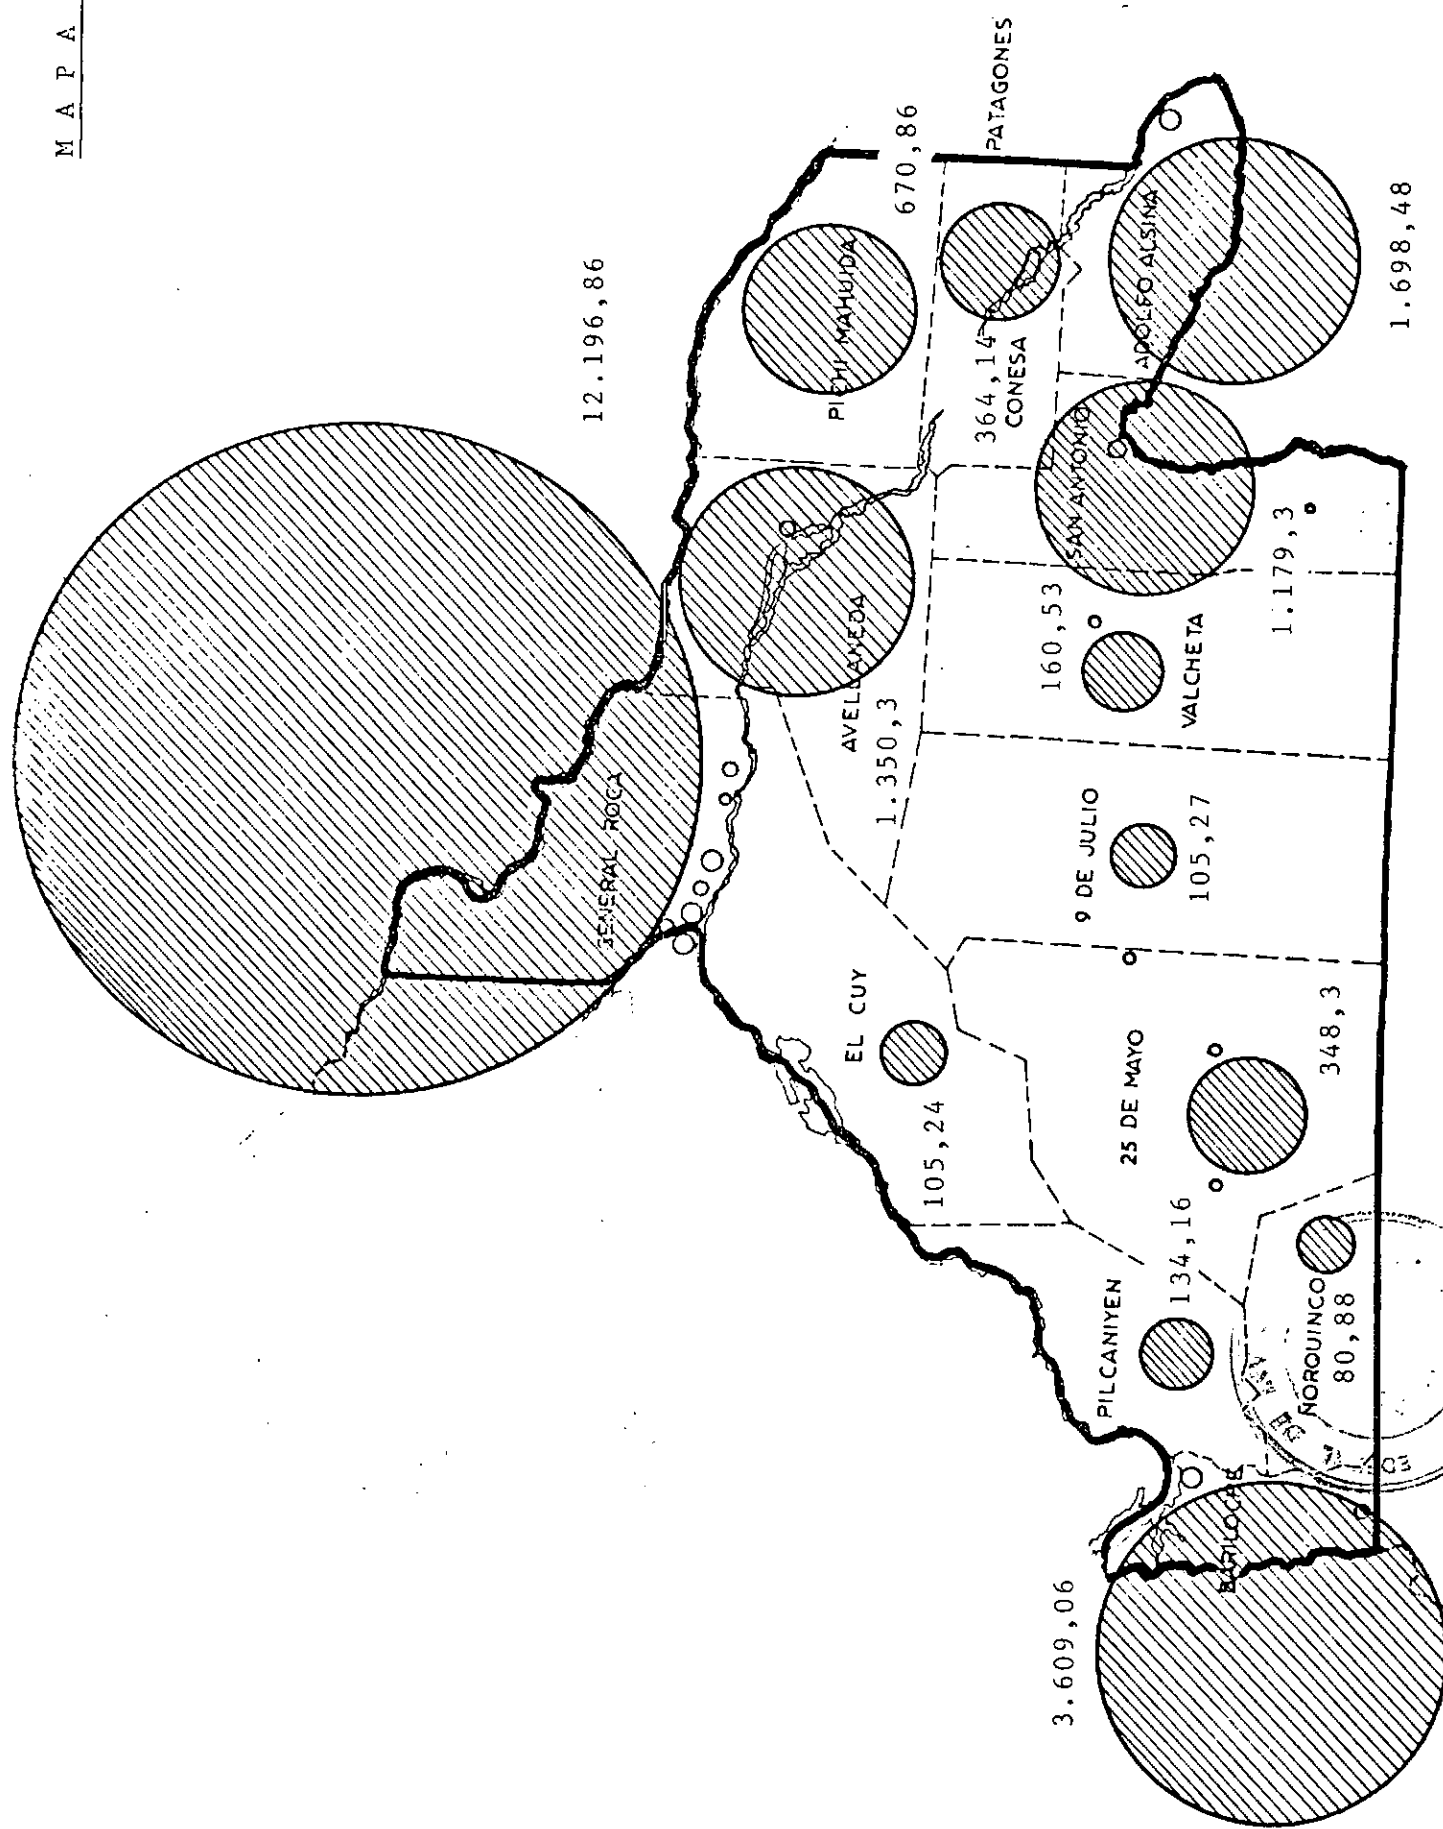 M A P A
12.196,86
GENERAL ROCA
PICHI MAHUIDA
670,86
PATAGONES
AVELLANEDA
1.350,3
364,14
CONESA
ADOLFO ALSINA
1.698,48
SAN ANTONIO
1.179,3
160,53
VALCHETA
9 DE JULIO
105,27
EL CUY
105,24
25 DE MAYO
348,3
PILCANIYEN
134,16
ÑORQUINCO
80,88
BARILOCHE
3.609,06
DE